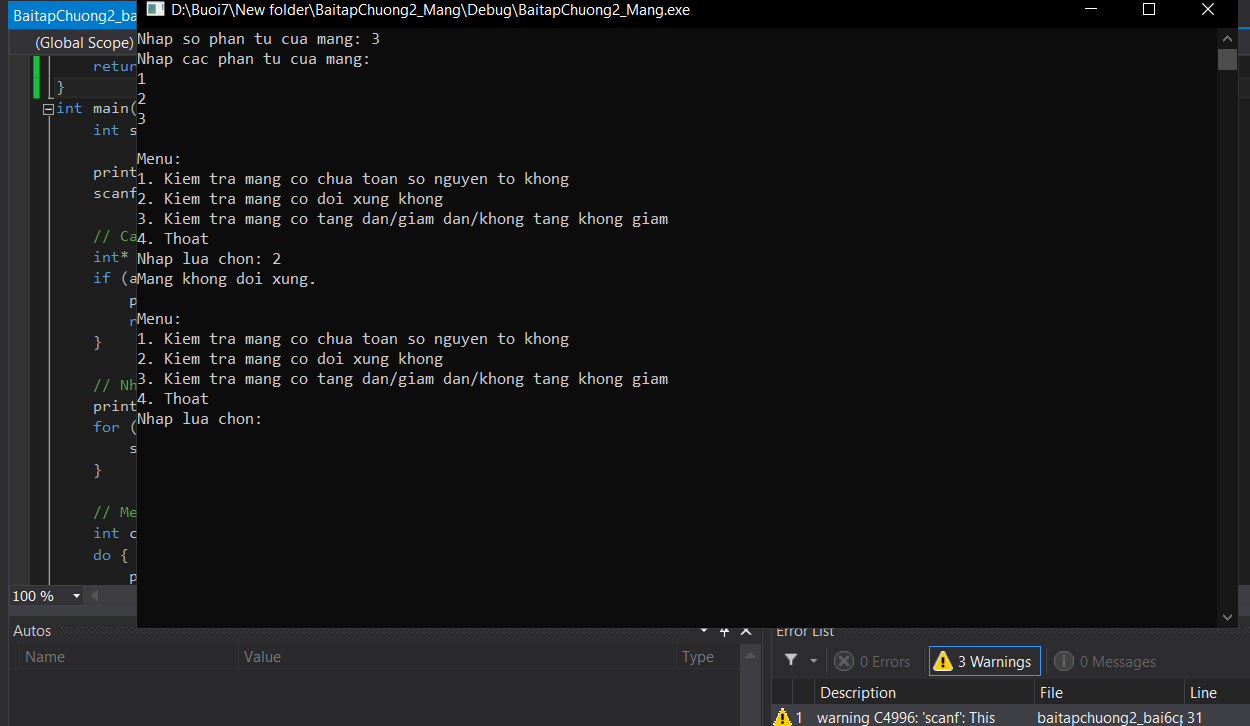 BaitapChuong2_ba
D:\Buoi7\New folder\BaitapChuong2_Mang\Debug\BaitapChuong2_Mang.exe
(Global Scope)
retur
}
int main(
int s
print
scanf
// Ca
int*
if (a
p
r
}
// Nh
print
for (
s
}
// Me
int c
do {
p
100 %
Nhap so phan tu cua mang: 3
Nhap cac phan tu cua mang:
1
2
3
Menu:
1. Kiem tra mang co chua toan so nguyen to khong
2. Kiem tra mang co doi xung khong
3. Kiem tra mang co tang dan/giam dan/khong tang khong giam
4. Thoat
Nhap lua chon: 2
Mang khong doi xung.
Menu:
1. Kiem tra mang co chua toan so nguyen to khong
2. Kiem tra mang co doi xung khong
3. Kiem tra mang co tang dan/giam dan/khong tang khong giam
4. Thoat
Nhap lua chon:
Autos
Name Value Type
Error List
0 Errors 3 Warnings 0 Messages
Description File Line
1 warning C4996: 'scanf': This baitapchuong2_bai6cp 31